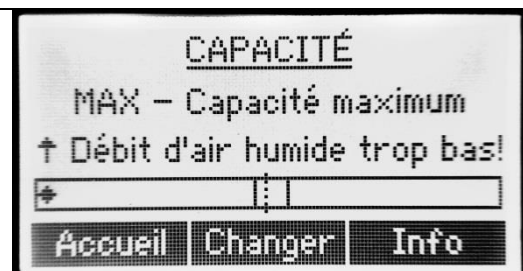 CAPACITÉ
MAX – Capacité maximum
↑ Débit d'air humide trop bas!
Accueil Changer Info